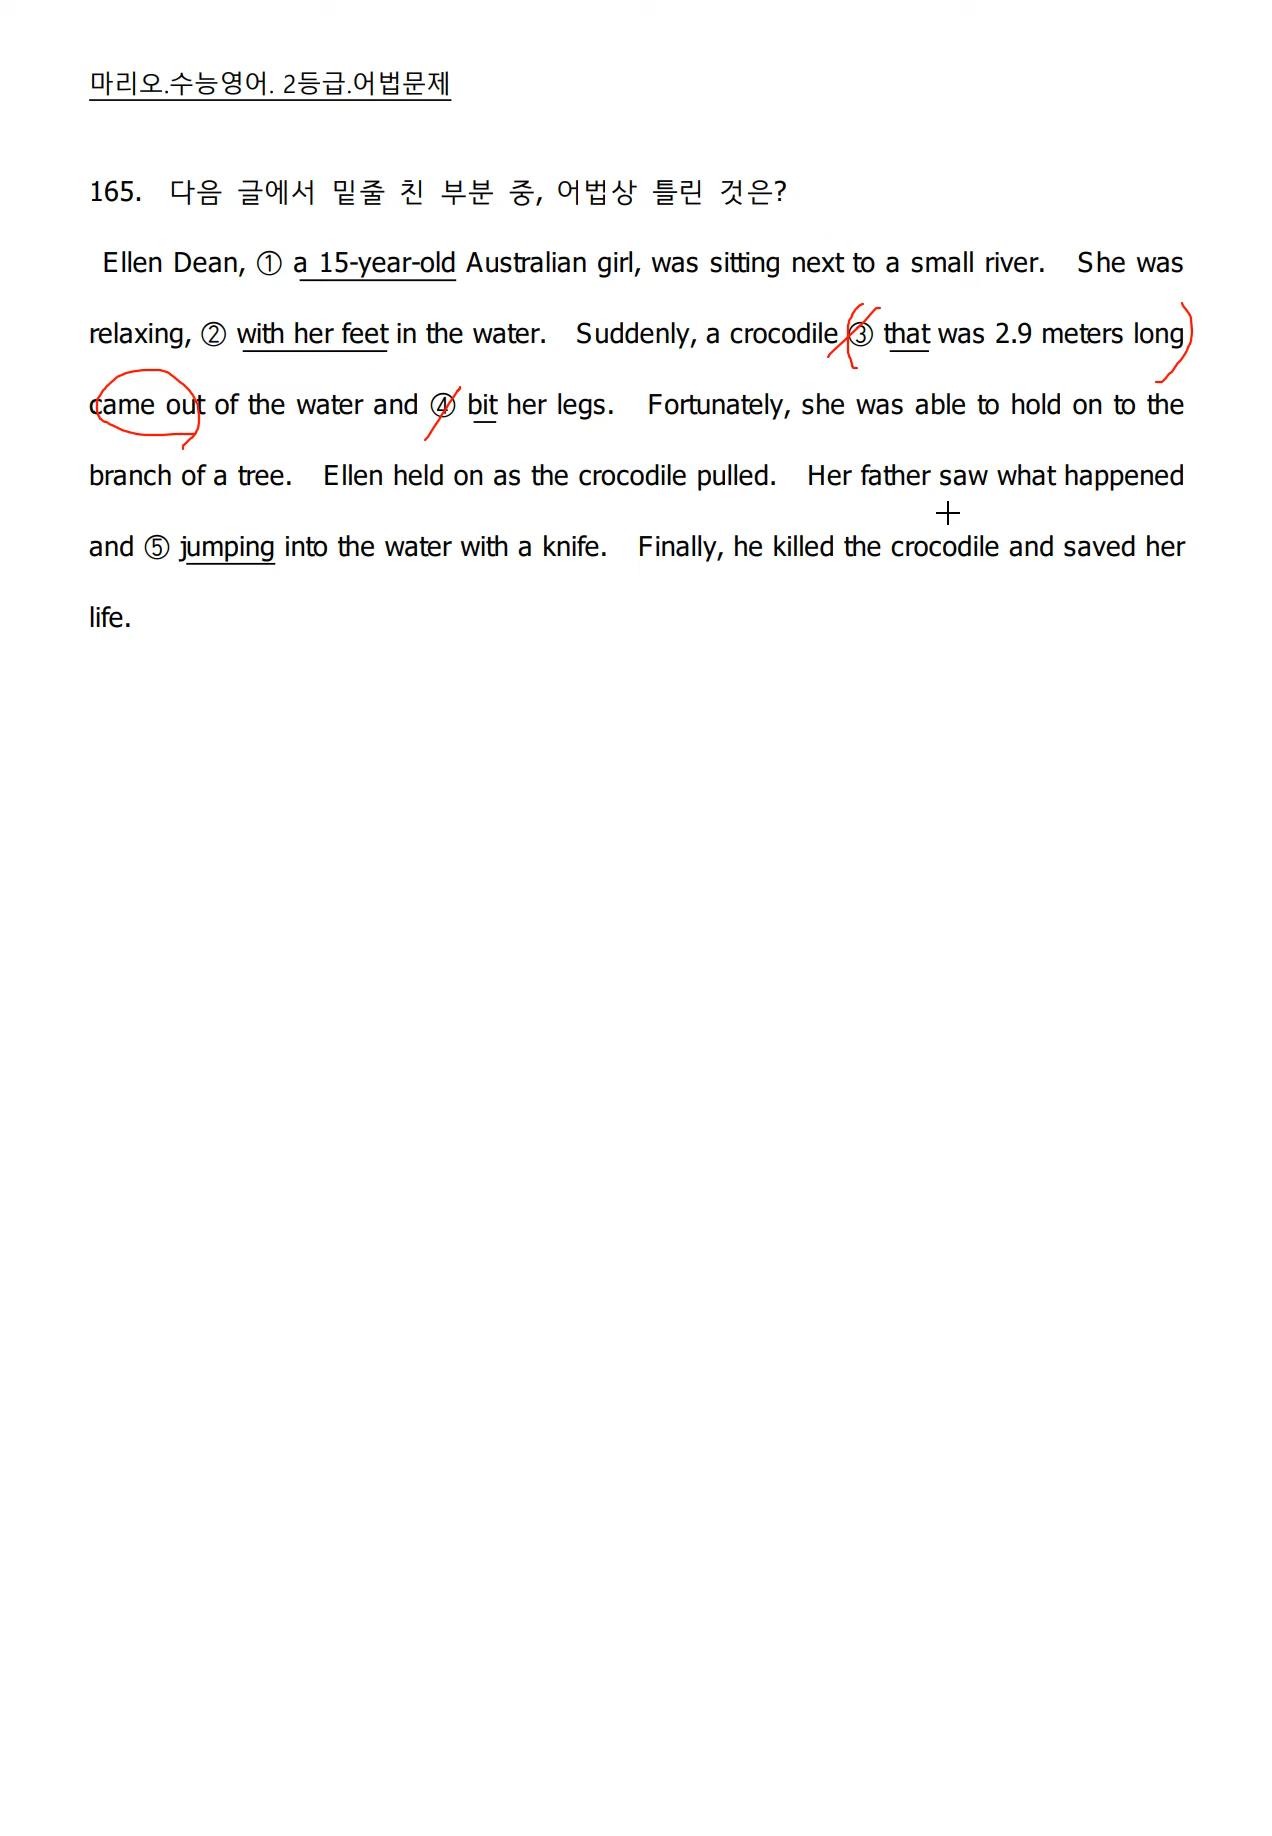 마리오.수능영어. 2등급.어법문제
165. 다음 글에서 밑줄 친 부분 중, 어법상 틀린 것은?
Ellen Dean, ① a 15-year-old Australian girl, was sitting next to a small river. She was
relaxing, ② with her feet in the water. Suddenly, a crocodile ③ that was 2.9 meters long
came out of the water and ④ bit her legs. Fortunately, she was able to hold on to the
branch of a tree. Ellen held on as the crocodile pulled. Her father saw what happened
and ⑤ jumping into the water with a knife. Finally, he killed the crocodile and saved her
life.